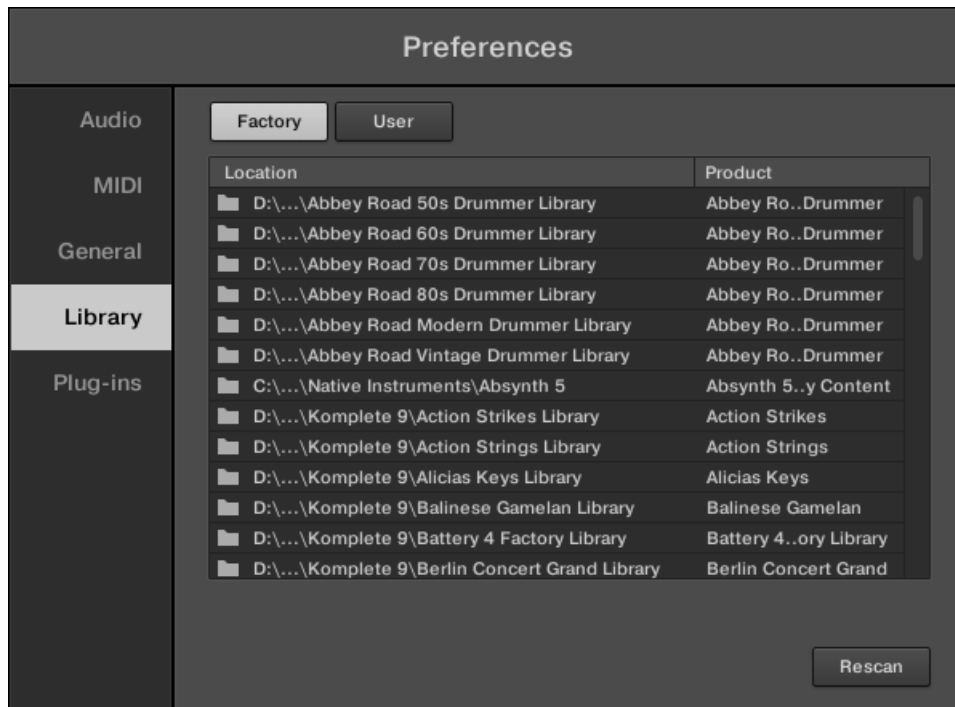 Preferences
Audio
MIDI
General
Library
Plug-ins
Factory User
Location Product
D:\...\Abbey Road 50s Drummer Library Abbey Ro..Drummer
D:\...\Abbey Road 60s Drummer Library Abbey Ro..Drummer
D:\...\Abbey Road 70s Drummer Library Abbey Ro..Drummer
D:\...\Abbey Road 80s Drummer Library Abbey Ro..Drummer
D:\...\Abbey Road Modern Drummer Library Abbey Ro..Drummer
D:\...\Abbey Road Vintage Drummer Library Abbey Ro..Drummer
C:\...\Native Instruments\Absynth 5 Absynth 5..y Content
D:\...\Komplete 9\Action Strikes Library Action Strikes
D:\...\Komplete 9\Action Strings Library Action Strings
D:\...\Komplete 9\Alicias Keys Library Alicias Keys
D:\...\Komplete 9\Balinese Gamelan Library Balinese Gamelan
D:\...\Komplete 9\Battery 4 Factory Library Battery 4..ory Library
D:\...\Komplete 9\Berlin Concert Grand Library Berlin Concert Grand
Rescan